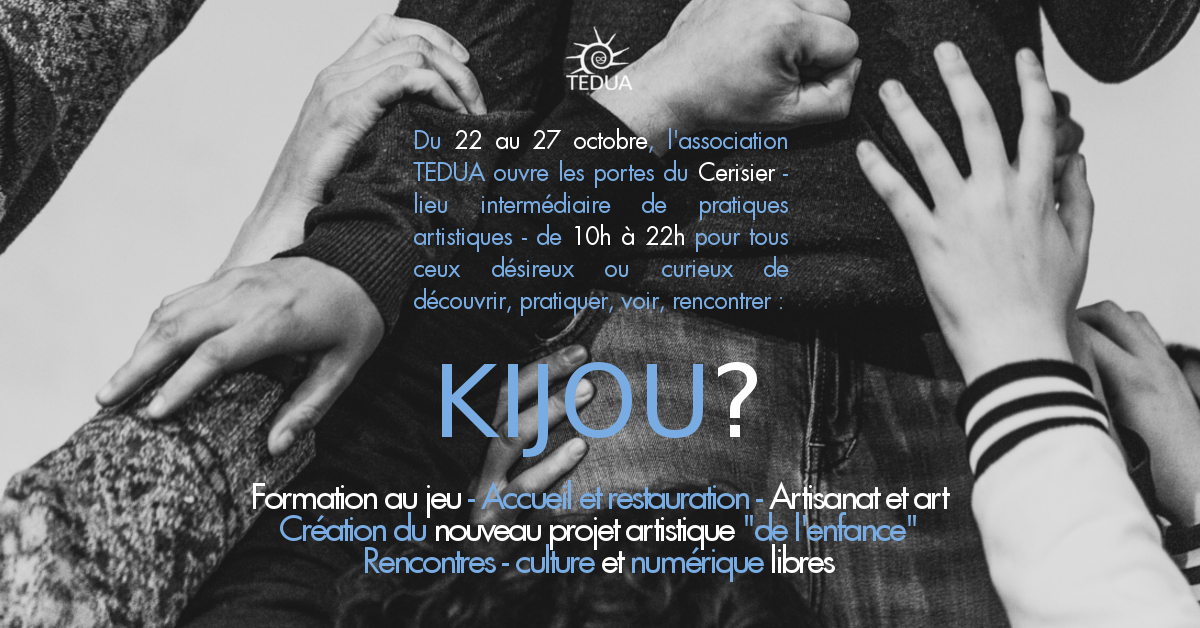 TEDUA
Du 22 au 27 octobre, l'association
TEDUA ouvre les portes du Cerisier -
lieu intermédiaire de pratiques
artistiques - de 10h à 22h pour tous
ceux désireux ou curieux de
découvrir, pratiquer, voir, rencontrer :
KIJOU?
Formation au jeu - Accueil et restauration - Artisanat et art
Création du nouveau projet artistique "de l'enfance"
Rencontres - culture et numérique libres